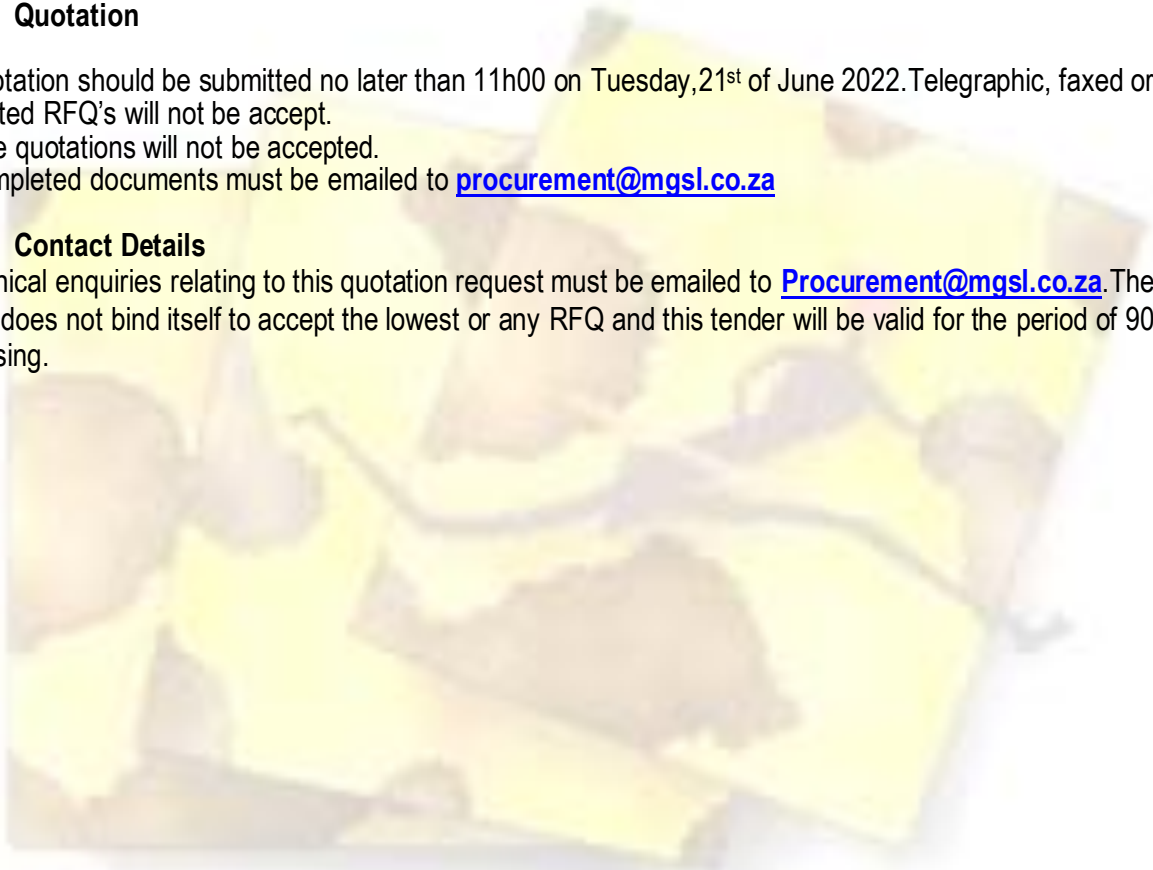 Quotation
otation should be submitted no later than 11h00 on Tuesday,21st of June 2022.Telegraphic, faxed or
ted RFQ's will not be accept.
e quotations will not be accepted.
mpleted documents must be emailed to procurement@mgsl.co.za
Contact Details
nical enquiries relating to this quotation request must be emailed to Procurement@mgsl.co.za.The
does not bind itself to accept the lowest or any RFQ and this tender will be valid for the period of 90
sing.